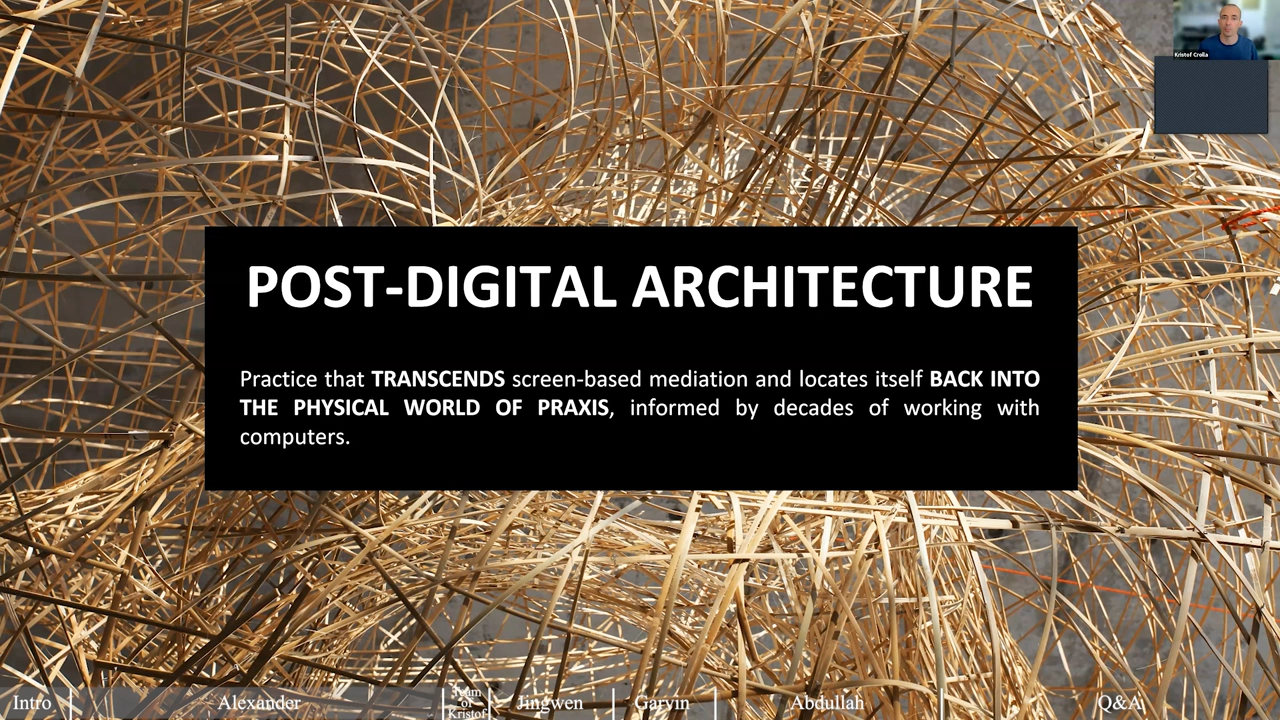 Kristof Crolla
POST-DIGITAL ARCHITECTURE
Practice that TRANSCENDS screen-based mediation and locates itself BACK INTO
THE PHYSICAL WORLD OF PRAXIS, informed by decades of working with
computers.
Intro
Alexander
Team
of
Kristof
Jingwen
Garvin
Abdullah
Q&A